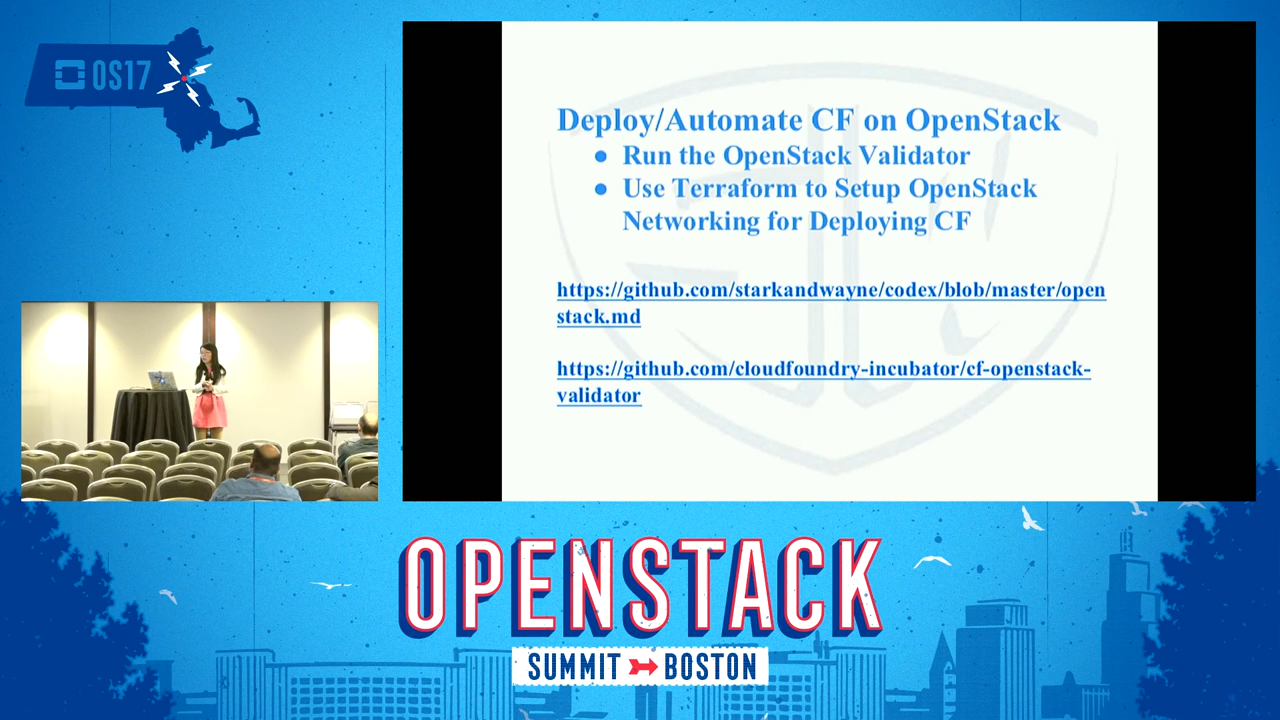 OS17
Deploy/Automate CF on OpenStack
● Run the OpenStack Validator
● Use Terraform to Setup OpenStack
Networking for Deploying CF
https://github.com/starkandwayne/codex/blob/master/open
stack.md
https://github.com/cloudfoundry-incubator/cf-openstack-
validator
OPENSTACK
SUMMIT BOSTON